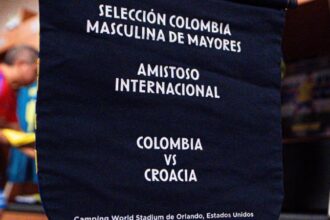 SELECCIÓN COLOMBIA
MASCULINA DE MAYORES
AMISTOSO
INTERNACIONAL
COLOMBIA
VS
CROACIA
Camping World Stadium de Orlando, Estados Unidos